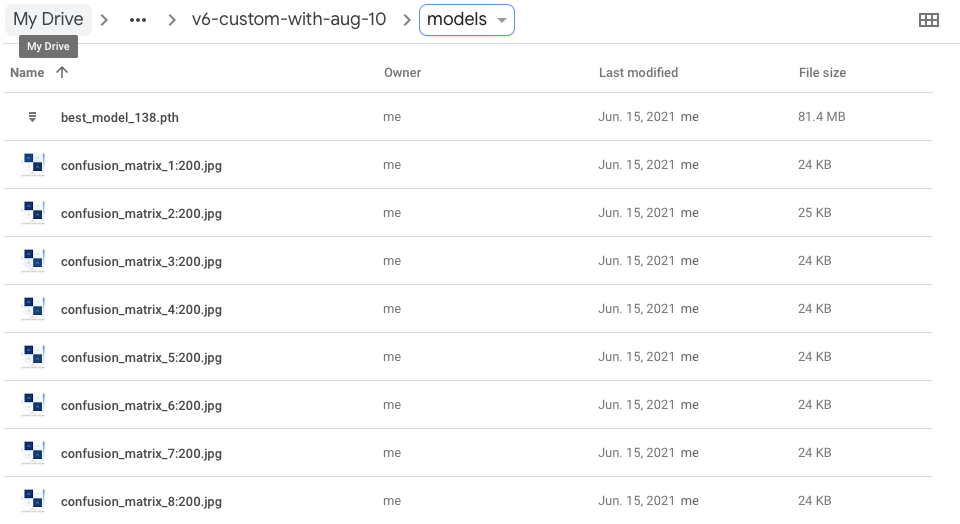 My Drive ... v6-custom-with-aug-10 models
My Drive
Name Owner Last modified File size
best_model_138.pth me Jun. 15, 2021 me 81.4 MB
confusion_matrix_1:200.jpg me Jun. 15, 2021 me 24 KB
confusion_matrix_2:200.jpg me Jun. 15, 2021 me 25 KB
confusion_matrix_3:200.jpg me Jun. 15, 2021 me 24 KB
confusion_matrix_4:200.jpg me Jun. 15, 2021 me 24 KB
confusion_matrix_5:200.jpg me Jun. 15, 2021 me 24 KB
confusion_matrix_6:200.jpg me Jun. 15, 2021 me 24 KB
confusion_matrix_7:200.jpg me Jun. 15, 2021 me 24 KB
confusion_matrix_8:200.jpg me Jun. 15, 2021 me 24 KB